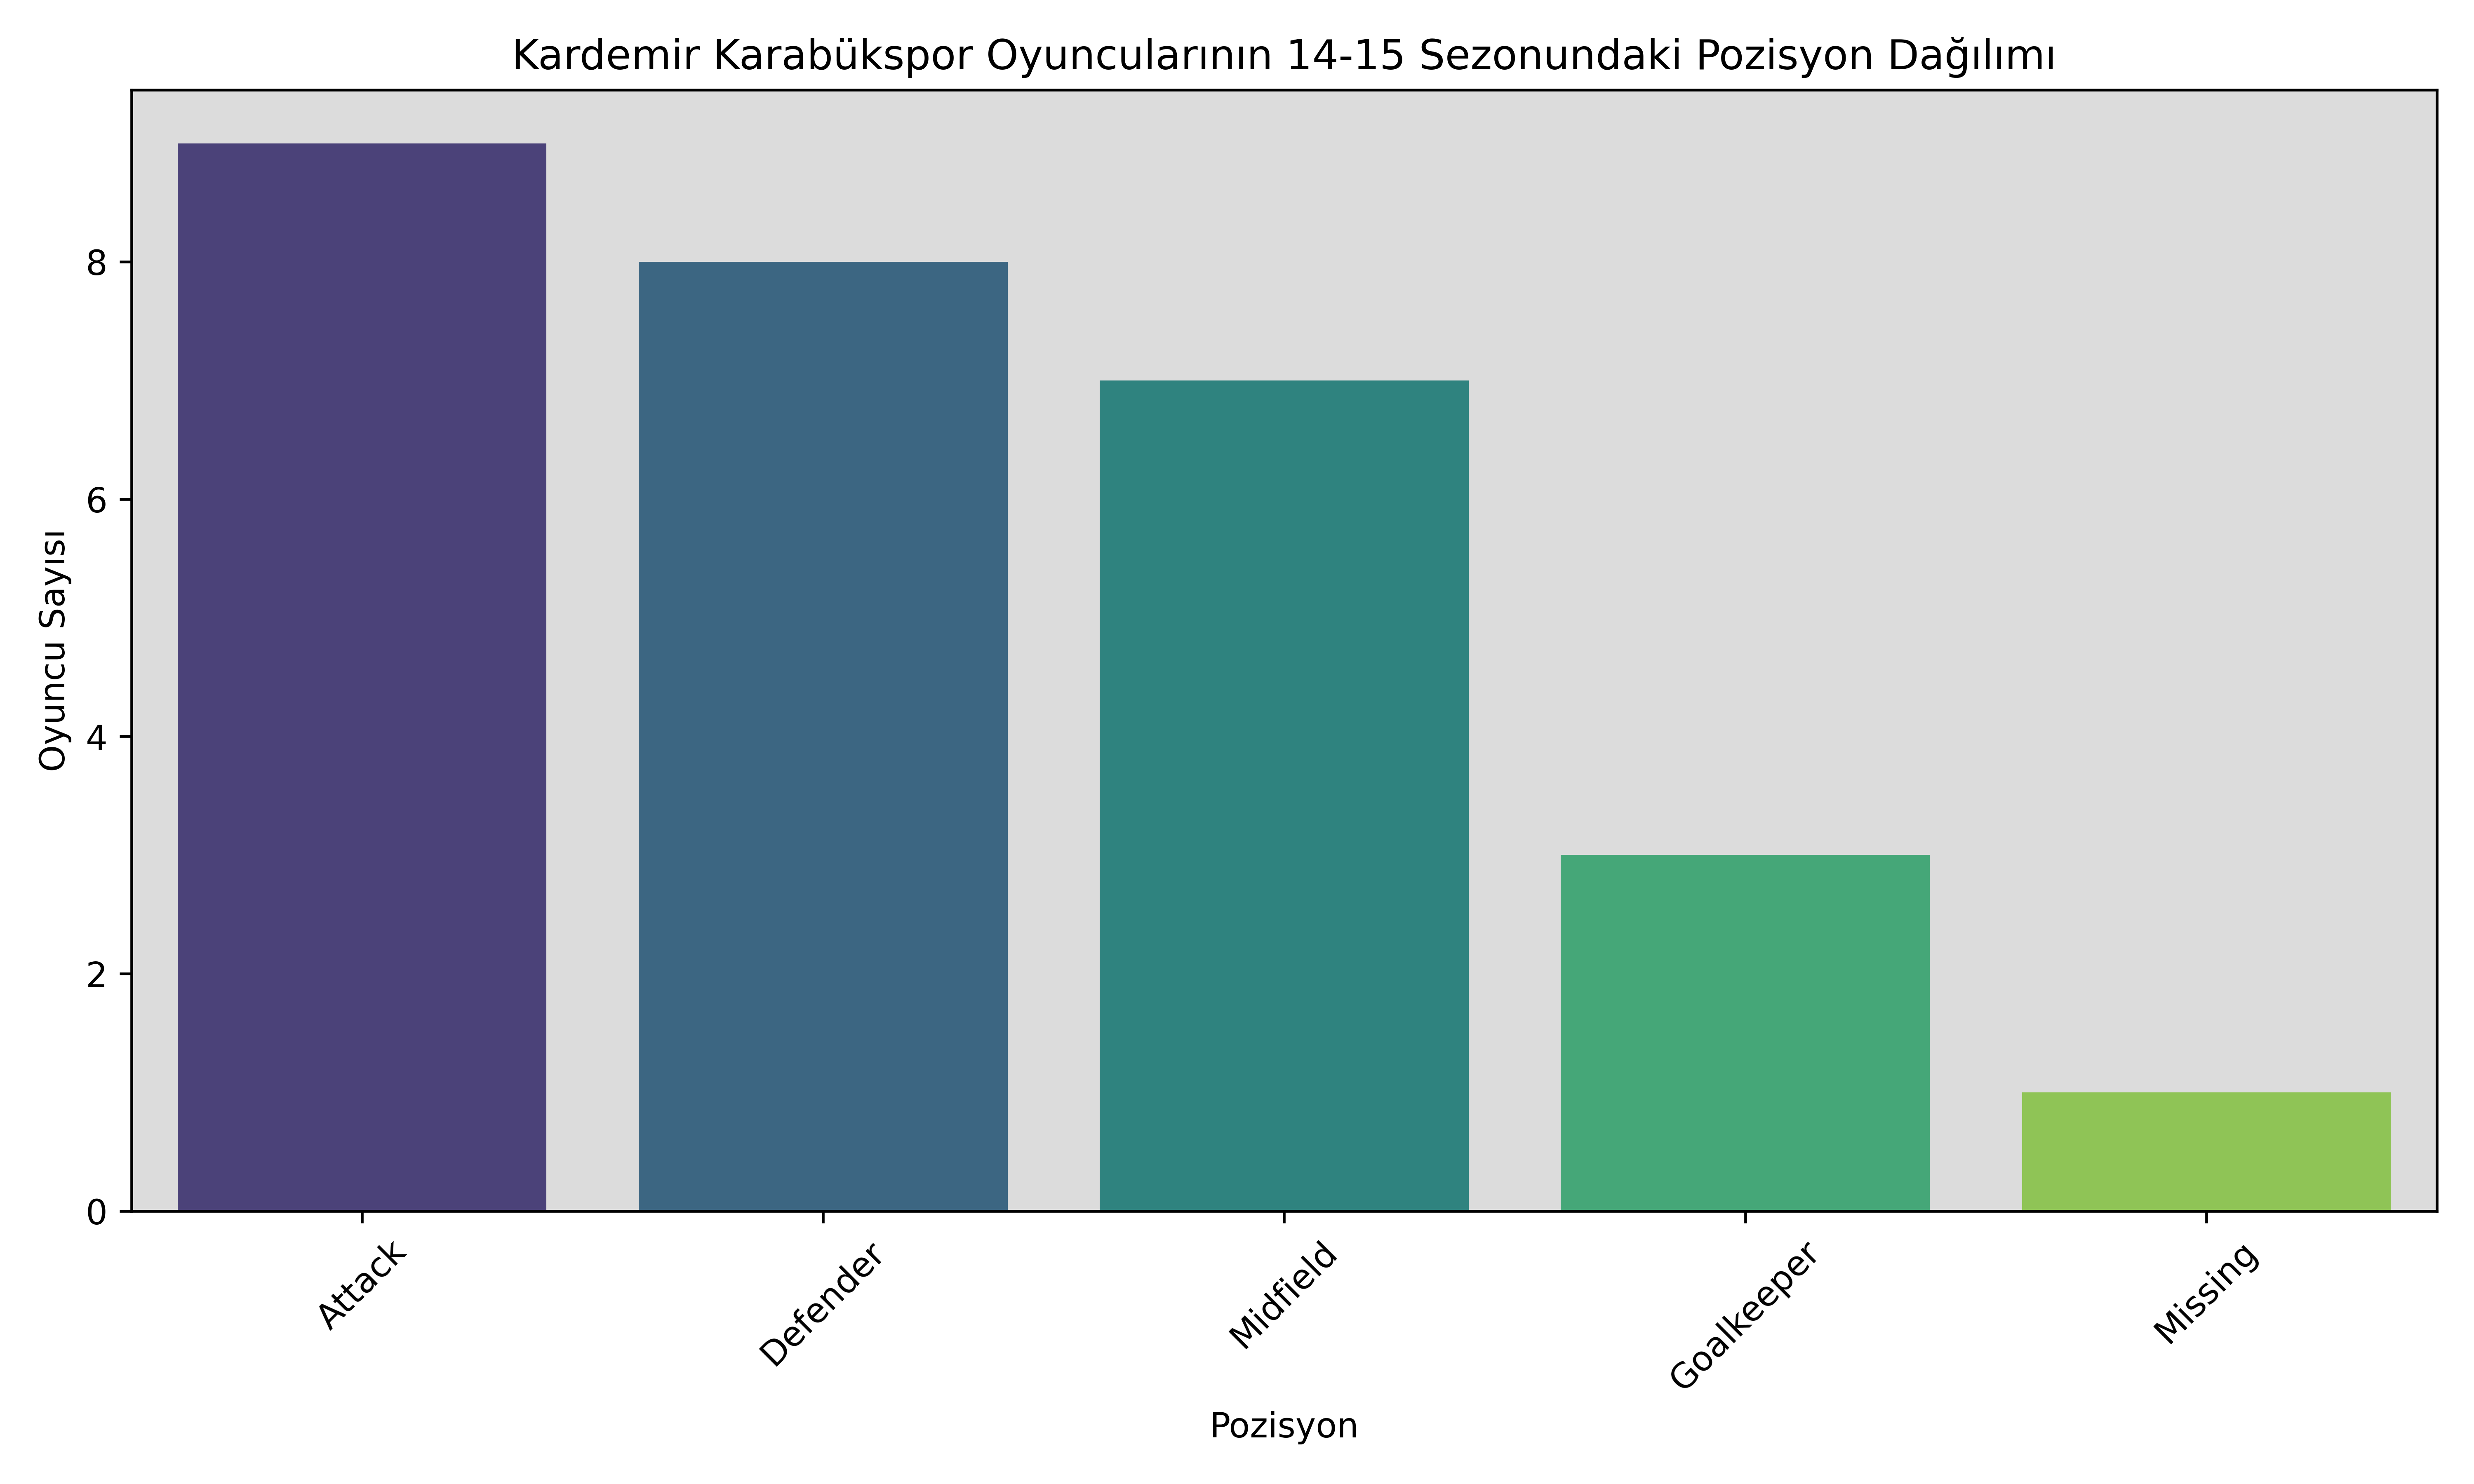 Kardemir Karabükspor Oyuncularının 14-15 Sezonundaki Pozisyon Dağılımı
Oyuncu Sayısı
8
6
4
2
0
Attack
Defender
Midfield
Goalkeeper
Missing
Pozisyon